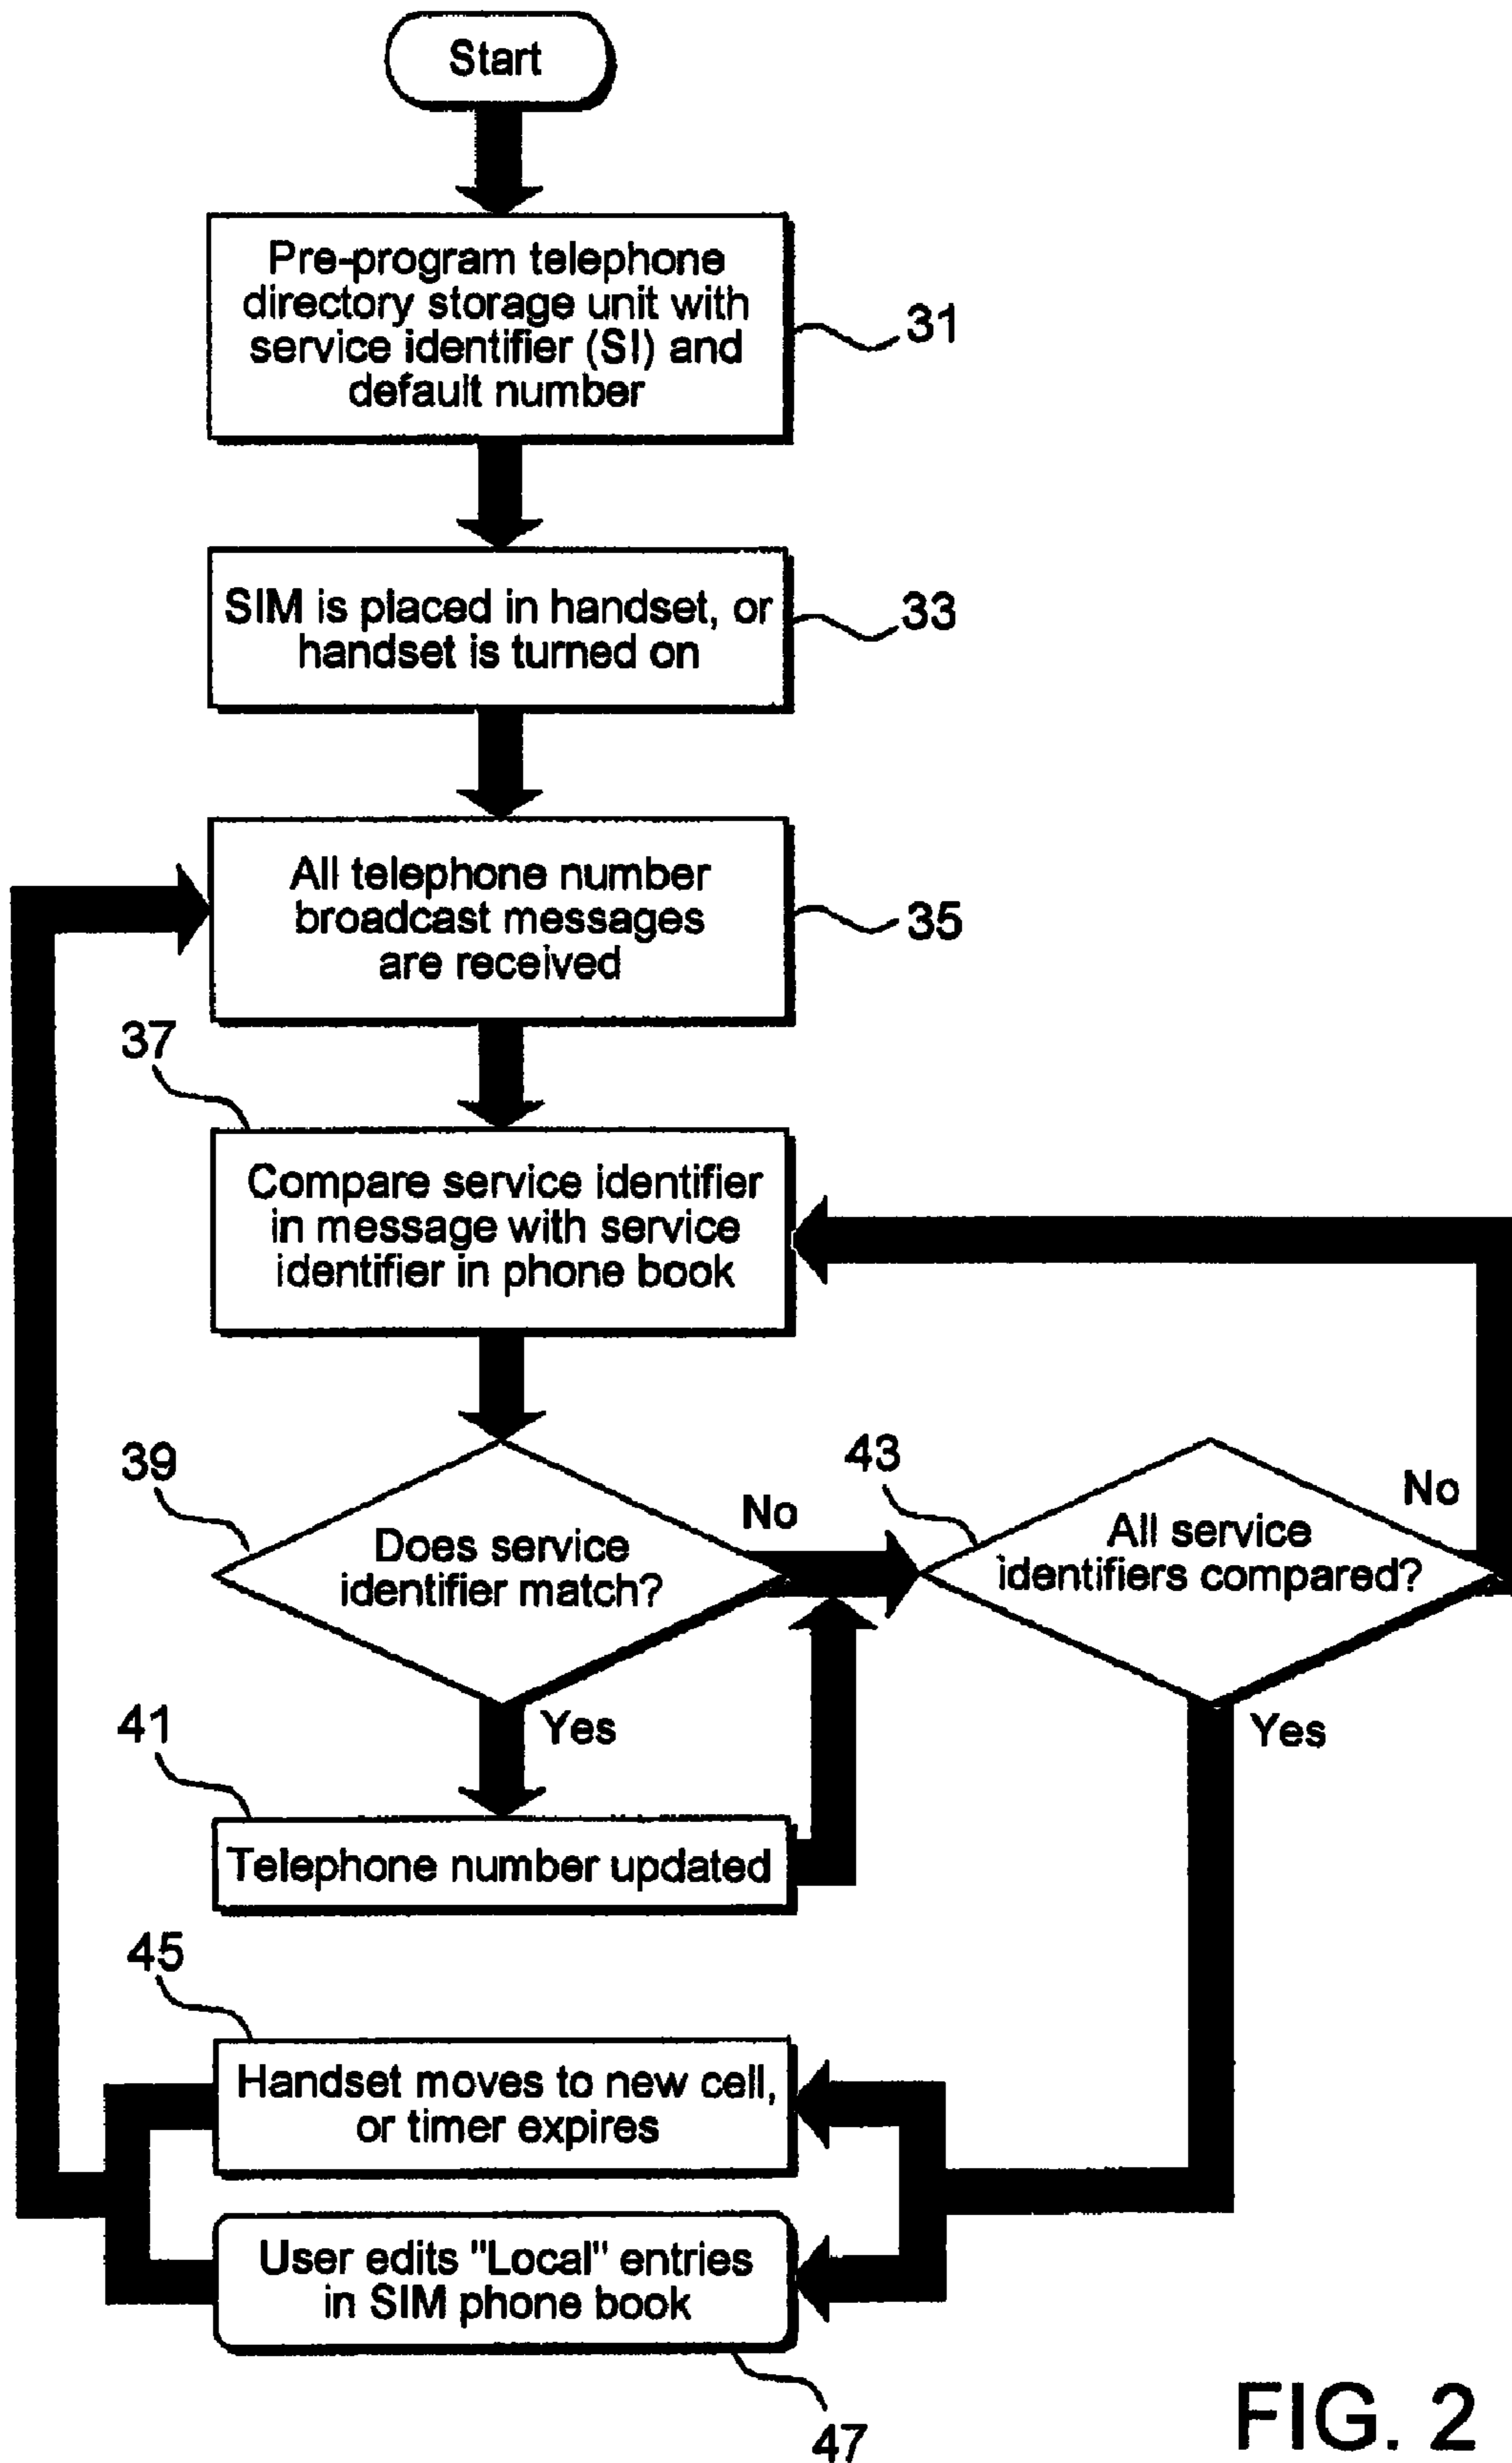 Start
Pre-program telephone
directory storage unit with
service identifier (SI) and
default number
31
SIM is placed in handset, or
handset is turned on
33
All telephone number
broadcast messages
are received
35
37
Compare service identifier
in message with service
identifier in phone book
39
Does service
identifier match?
No
43
All service
identifiers compared?
No
Yes
Yes
41
Telephone number updated
45
Handset moves to new cell,
or timer expires
User edits "Local" entries
in SIM phone book
47
FIG. 2